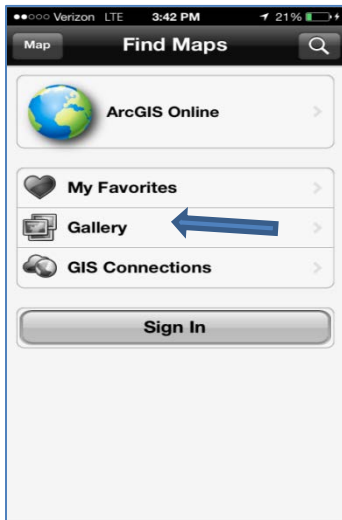 Verizon LTE 3:42 PM 21%
Map Find Maps
ArcGIS Online
My Favorites
Gallery
GIS Connections
Sign In